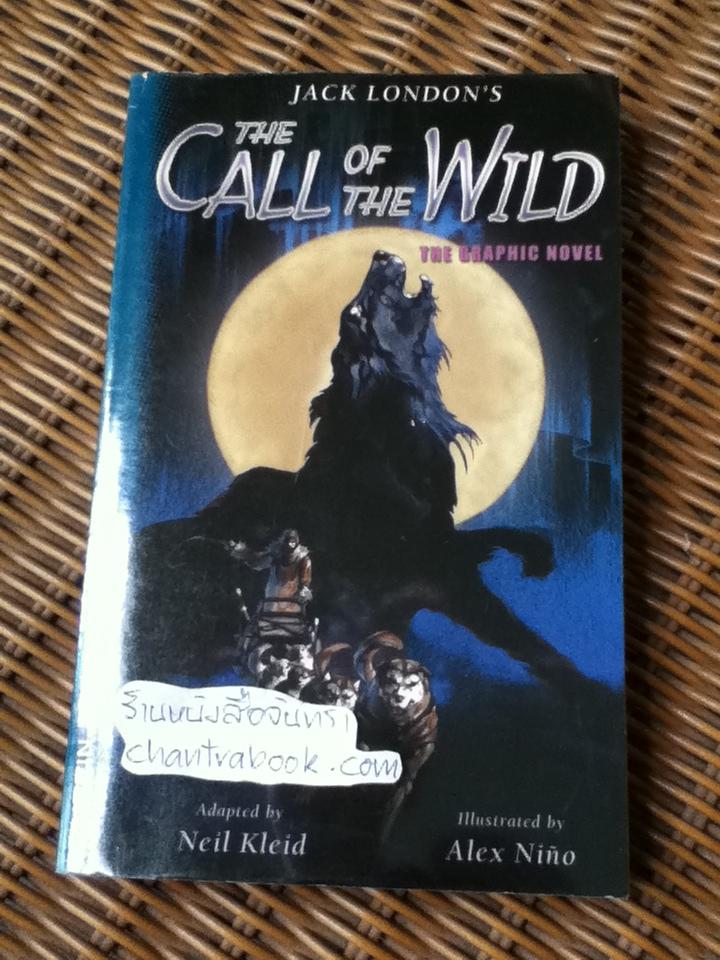 JACK LONDON'S
THE
CALL OF THE WILD
THE GRAPHIC NOVEL
ร้านหนังสือจันทรา
chantrabook.com
Adapted by
Neil Kleid
Illustrated by
Alex Niño